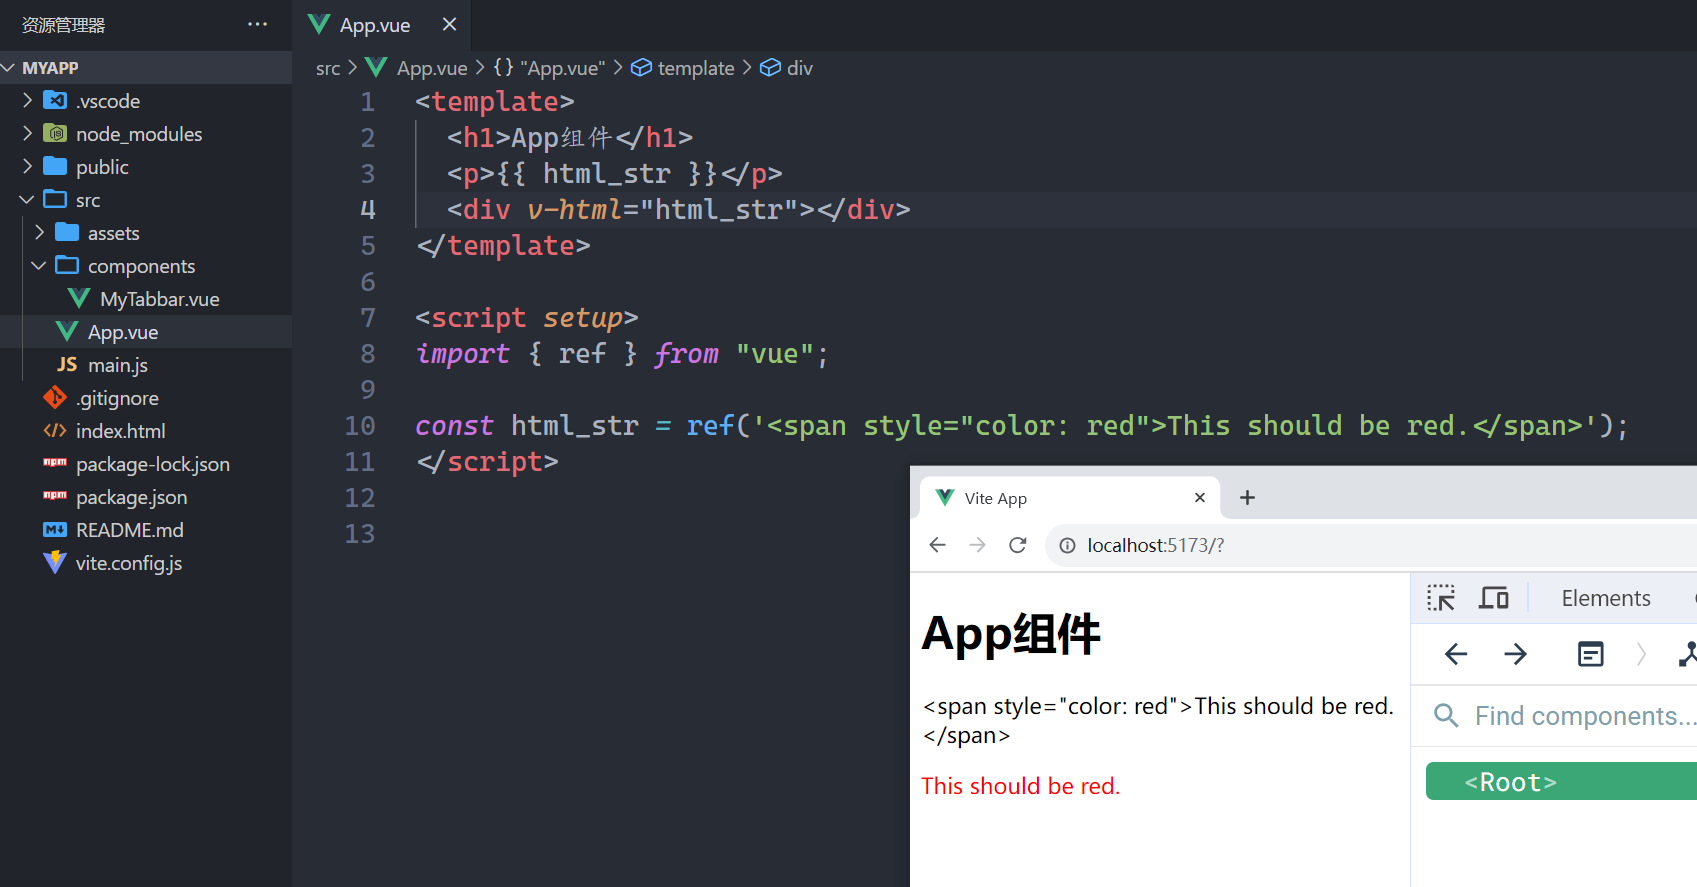 资源管理器 ···
MYAPP
.vscode
node_modules
public
src
assets
components
MyTabbar.vue
App.vue
JS main.js
.gitignore
index.html
npm package-lock.json
npm package.json
M README.md
vite.config.js
App.vue
src > App.vue > {} "App.vue" > template > div
1 <template>
2 <h1>App组件</h1>
3 <p>{{ html_str }}</p>
4 <div v-html="html_str"></div>
5 </template>
6
7 <script setup>
8 import { ref } from "vue";
9
10 const html_str = ref('<span style="color: red">This should be red.</span>');
11 </script>
12
13
Vite App
localhost:5173/?
App组件
<span style="color: red">This should be red.
</span>
This should be red.
Elements
Find components...
<Root>